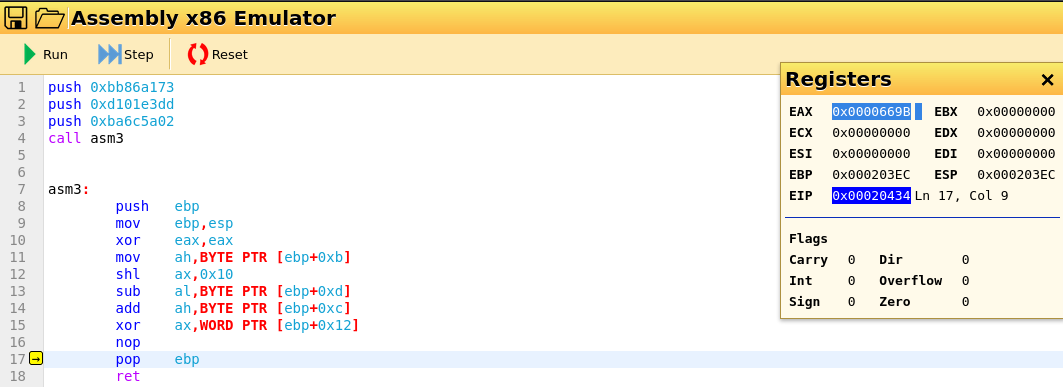 Assembly x86 Emulator
Run Step Reset
1 push 0xbb86a173
2 push 0xd101e3dd
3 push 0xba6c5a02
4 call asm3
5
6
7 asm3:
8 push ebp
9 mov ebp,esp
10 xor eax,eax
11 mov ah,BYTE PTR [ebp+0xb]
12 shl ax,0x10
13 sub al,BYTE PTR [ebp+0xd]
14 add ah,BYTE PTR [ebp+0xc]
15 xor ax,WORD PTR [ebp+0x12]
16 nop
17 → pop ebp
18 ret
Registers ×
EAX 0x0000669B EBX 0x00000000
ECX 0x00000000 EDX 0x00000000
ESI 0x00000000 EDI 0x00000000
EBP 0x000203EC ESP 0x000203EC
EIP 0x00020434 Ln 17, Col 9
Flags
Carry 0 Dir 0
Int 0 Overflow 0
Sign 0 Zero 0